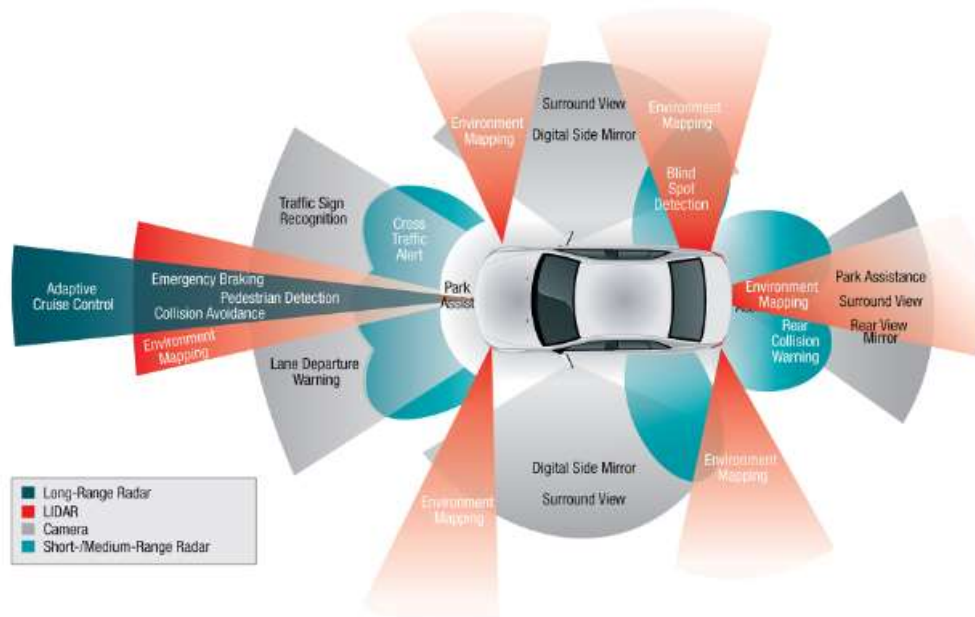 Surround View
Digital Side Mirror
Environment
Mapping
Environment
Mapping
Blind
Spot
Detection
Traffic Sign
Recognition
Cross
Traffic
Alert
Adaptive
Cruise Control
Emergency Braking
Pedestrian Detection
Collision Avoidance
Environment
Mapping
Park
Assist
Environment
Mapping
Park Assistance
Surround View
Rear View
Mirror
Rear
Collision
Warning
Lane Departure
Warning
Digital Side Mirror
Surround View
Environment
Mapping
Environment
Mapping
Long-Range Radar
LIDAR
Camera
Short-/Medium-Range Radar